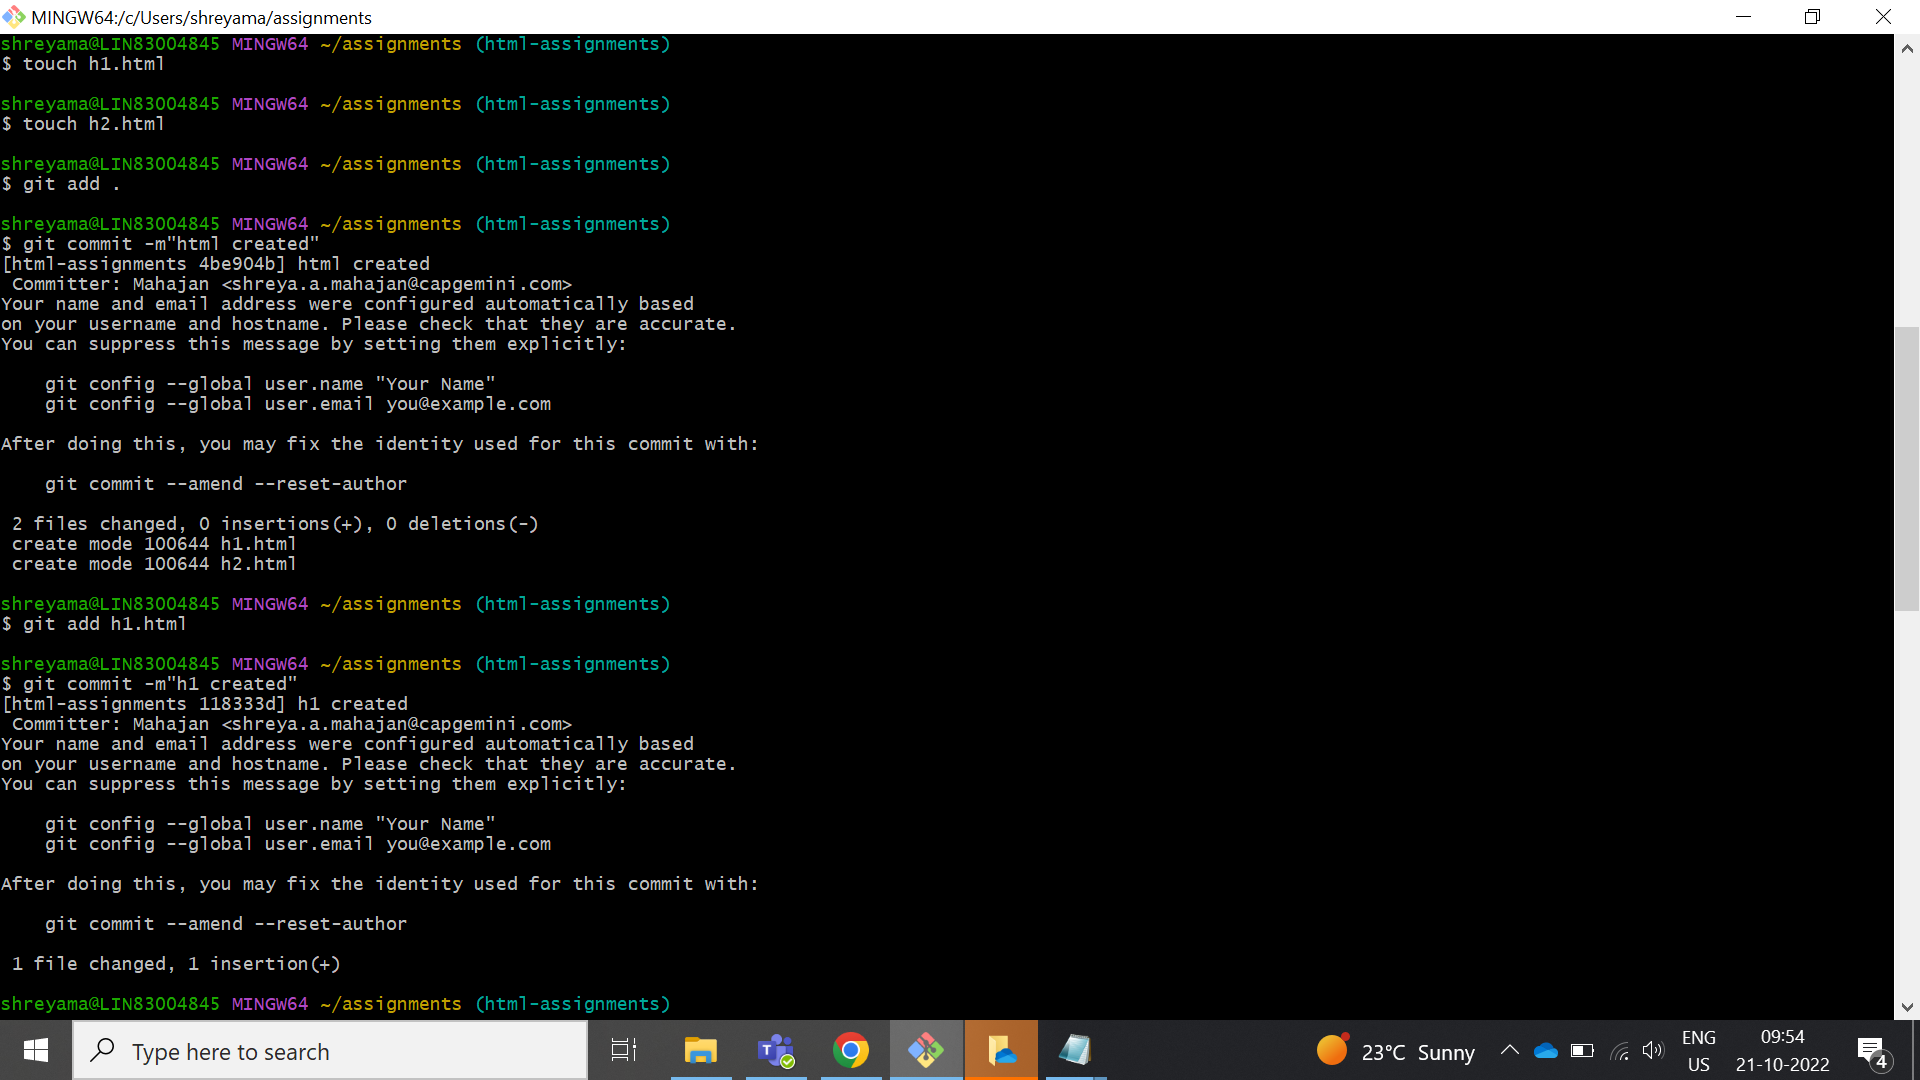 MINGW64:/c/Users/shreyama/assignments
shreyama@LIN83004845 MINGW64 ~/assignments (html-assignments)
$ touch h1.html
shreyama@LIN83004845 MINGW64 ~/assignments (html-assignments)
$ touch h2.html
shreyama@LIN83004845 MINGW64 ~/assignments (html-assignments)
$ git add .
shreyama@LIN83004845 MINGW64 ~/assignments (html-assignments)
$ git commit -m"html created"
[html-assignments 4be904b] html created
Committer: Mahajan <shreya.a.mahajan@capgemini.com>
Your name and email address were configured automatically based
on your username and hostname. Please check that they are accurate.
You can suppress this message by setting them explicitly:
git config --global user.name "Your Name"
git config --global user.email you@example.com
After doing this, you may fix the identity used for this commit with:
git commit --amend --reset-author
2 files changed, 0 insertions(+), 0 deletions(-)
create mode 100644 h1.html
create mode 100644 h2.html
shreyama@LIN83004845 MINGW64 ~/assignments (html-assignments)
$ git add h1.html
shreyama@LIN83004845 MINGW64 ~/assignments (html-assignments)
$ git commit -m"h1 created"
[html-assignments 118333d] h1 created
Committer: Mahajan <shreya.a.mahajan@capgemini.com>
Your name and email address were configured automatically based
on your username and hostname. Please check that they are accurate.
You can suppress this message by setting them explicitly:
git config --global user.name "Your Name"
git config --global user.email you@example.com
After doing this, you may fix the identity used for this commit with:
git commit --amend --reset-author
1 file changed, 1 insertion(+)
shreyama@LIN83004845 MINGW64 ~/assignments (html-assignments)
Type here to search
23°C Sunny
ENG
US
09:54
21-10-2022
4